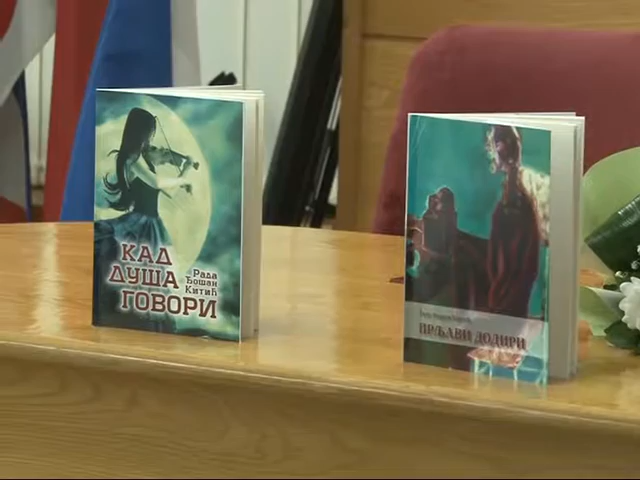 КАД
ДУША
ГОВОРИ
Рада
Ђошан
Китић
ПРЉАВИ ДОДИРИ